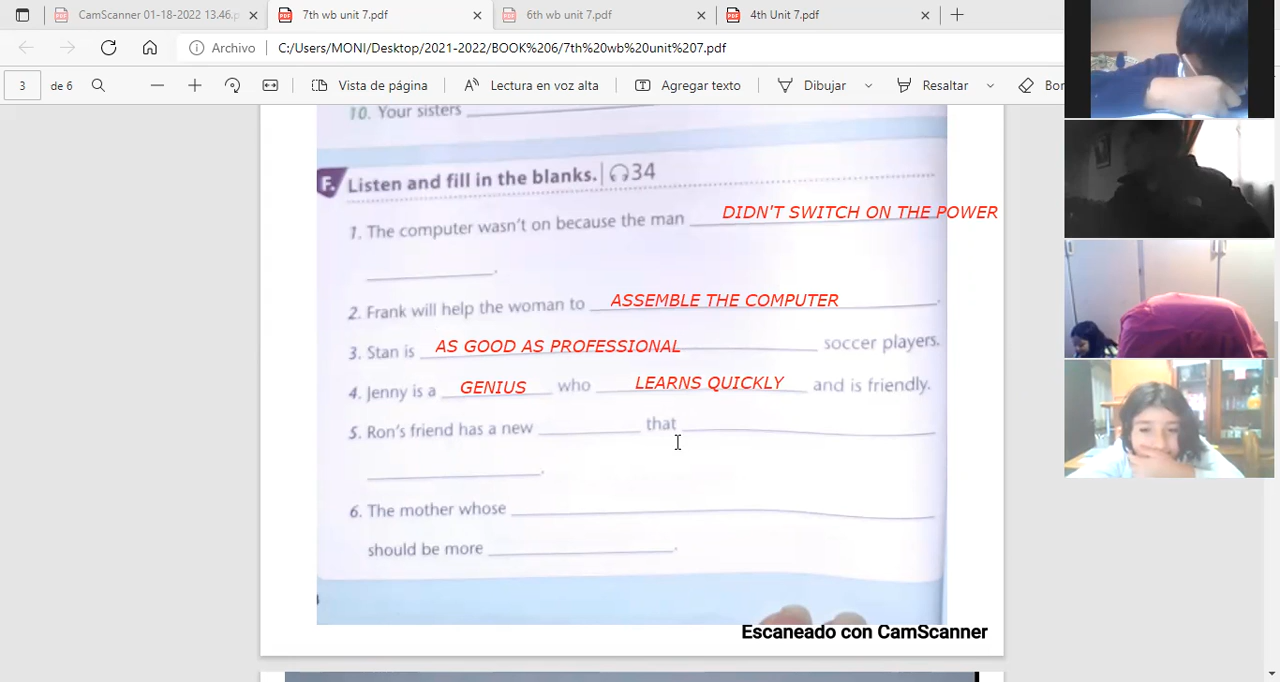 CamScanner 01-18-2022 13.46.p
7th wb unit 7.pdf
6th wb unit 7.pdf
4th Unit 7.pdf
Archivo
C:/Users/MONI/Desktop/2021-2022/BOOK%206/7th%20wb%20unit%207.pdf
3 de 6
Vista de página
Lectura en voz alta
Agregar texto
Dibujar
Resaltar
Bor
10. Your sisters
F. Listen and fill in the blanks. 34
1. The computer wasn't on because the man DIDN'T SWITCH ON THE POWER
.
2. Frank will help the woman to ASSEMBLE THE COMPUTER.
3. Stan is AS GOOD AS PROFESSIONAL soccer players.
4. Jenny is a GENIUS who LEARNS QUICKLY and is friendly.
5. Ron's friend has a new that
.
6. The mother whose
should be more .
Escaneado con CamScanner